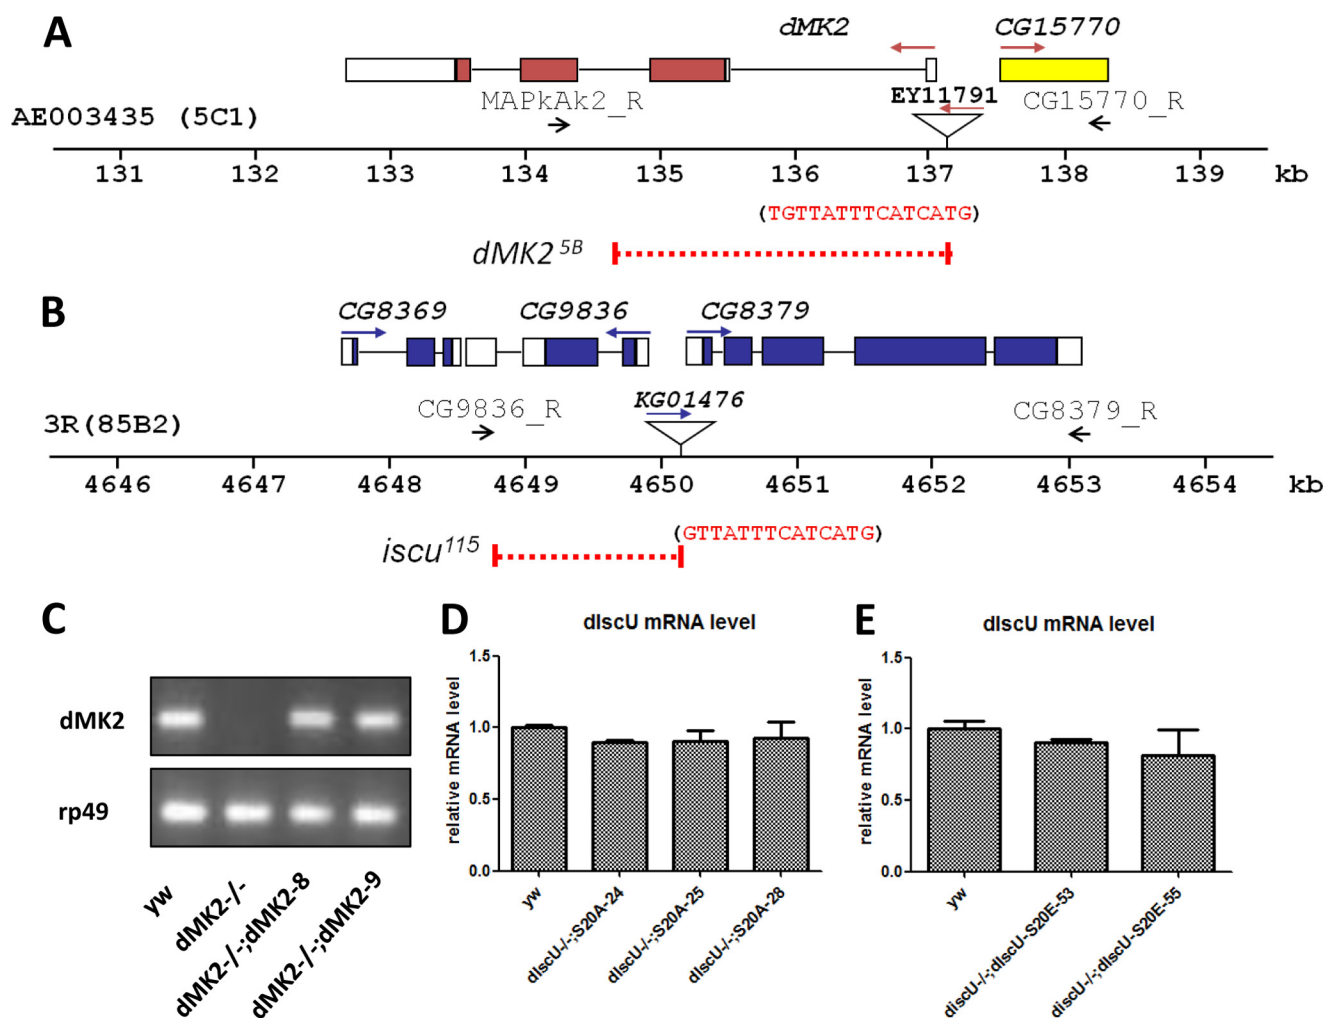 A
dMK2
CG15770
MAPkAk2_R
EY11791
CG15770_R
AE003435 (5C1)
131 132 133 134 135 136 137 138 139 kb
(TGTTATTTCATCATG)
dMK2 5B
B
CG8369 CG9836 CG8379
CG9836_R
KG01476
CG8379_R
3R(85B2)
4646 4647 4648 4649 4650 4651 4652 4653 4654 kb
(GTTATTTCATCATG)
iscu 115
C
dMK2
rp49
yw
dMK2-/-
dMK2-/-;dMK2-8
dMK2-/-;dMK2-9
D
dIscU mRNA level
relative mRNA level
1.5
1.0
0.5
0.0
yw
dIscU-/-;S20A-24
dIscU-/-;S20A-25
dIscU-/-;S20A-28
E
dIscU mRNA level
relative mRNA level
1.5
1.0
0.5
0.0
yw
discU-/-;dIscU-S20E-53
discU-/-;dIscU-S20E-55